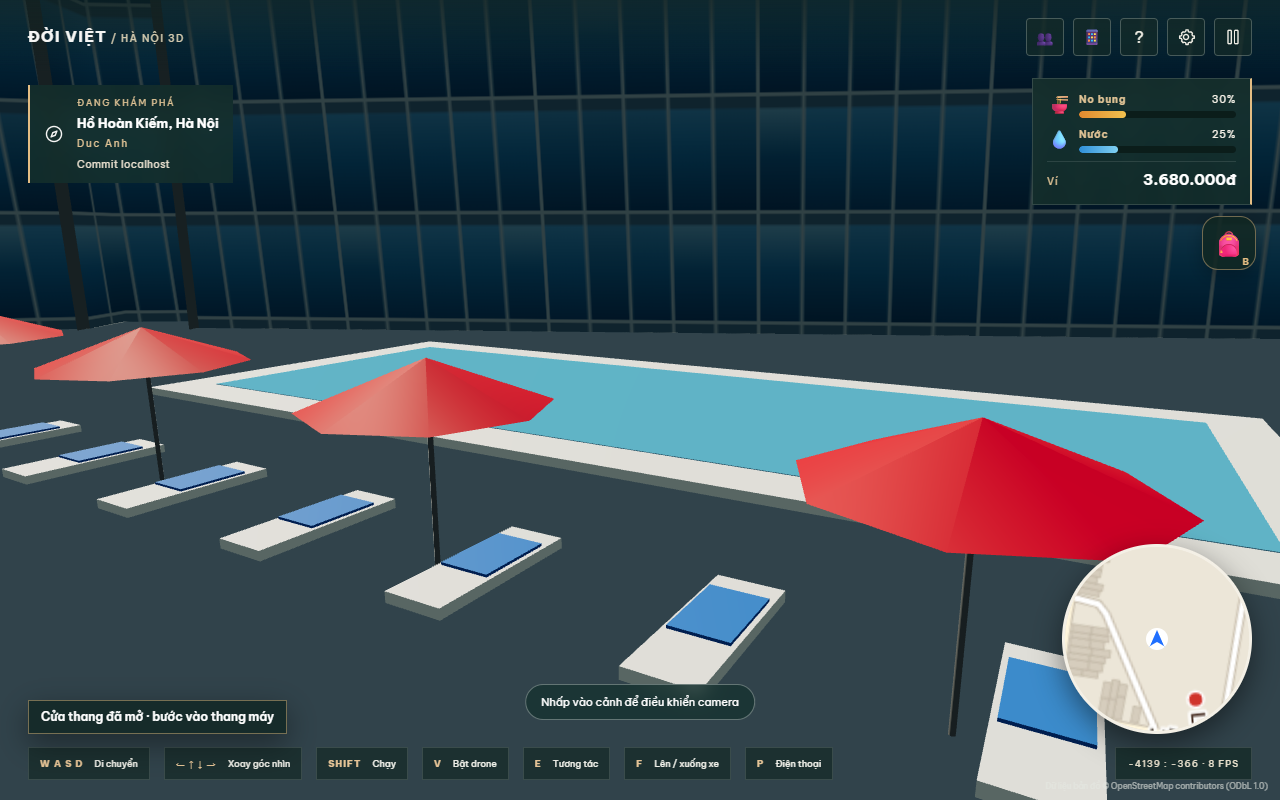 ĐỜI VIỆT / HÀ NỘI 3D
?
ĐANG KHÁM PHÁ
Hồ Hoàn Kiếm, Hà Nội
Duc Anh
Commit localhost
No bụng 30%
Nước 25%
Ví 3.680.000đ
B
Nhấp vào cảnh để điều khiển camera
Cửa thang đã mở · bước vào thang máy
W A S D Di chuyển
←↑↓→ Xoay góc nhìn
SHIFT Chạy
V Bật drone
E Tương tác
F Lên / xuống xe
P Điện thoại
-4139 : -366 · 8 FPS
OpenStreetMap contributors (ODbL 1.0)